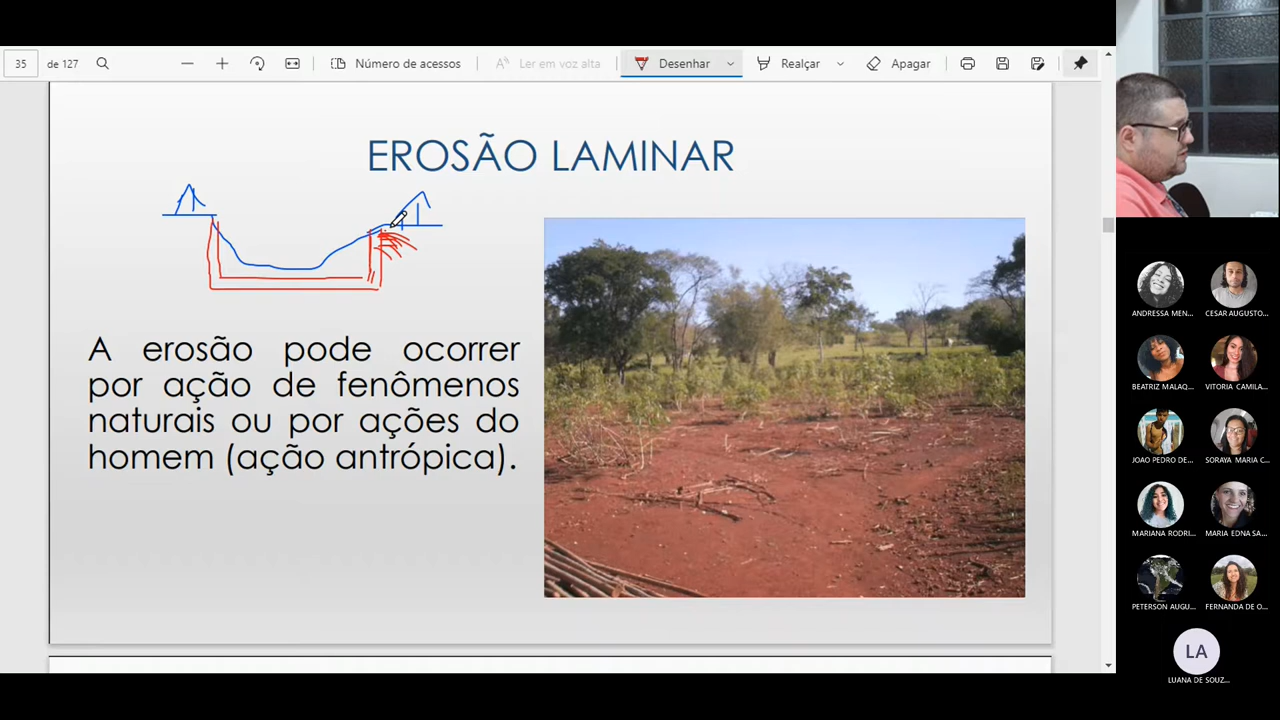 35 de 127 Número de acessos Ler em voz alta Desenhar Realçar Apagar
EROSÃO LAMINAR
A erosão pode ocorrer
por ação de fenômenos
naturais ou por ações do
homem (ação antrópica).
ANDRESSA MEN... CESAR AUGUSTO...
BEATRIZ MALAQ... VITORIA CAMILA...
JOAO PEDRO DE... SORAYA MARIA C...
MARIANA RODRI... MARIA EDNA SA...
PETERSON AUGU... FERNANDA DE O...
LA
LUANA DE SOUZ...